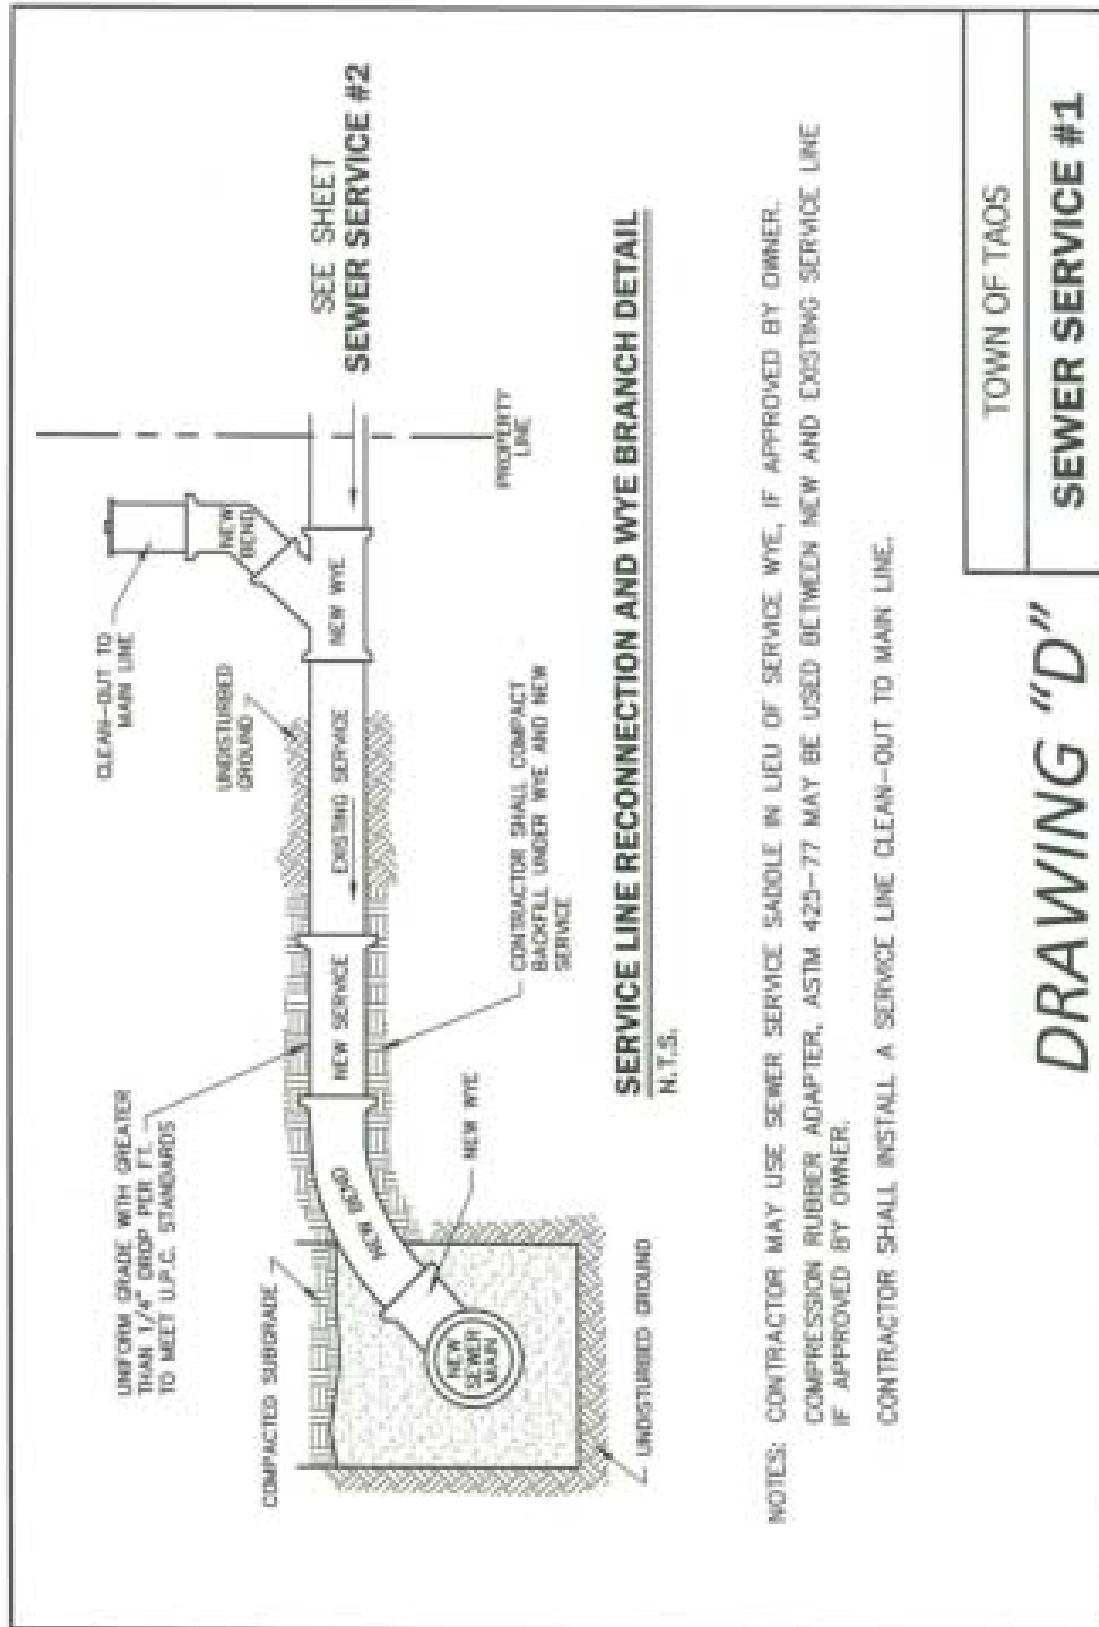 UNIFORM GRADE WITH GREATER
THAN 1/4" DROP PER FT.
TO MEET U.P.C. STANDARDS
COMPACTED SUBGRADE
CLEAN-OUT TO
MAIN LINE
UNDISTURBED
GROUND
NEW
BEND
SEE SHEET
SEWER SERVICE #2
NEW BEND
NEW SERVICE
EXISTING SERVICE
NEW WYE
NEW
SEWER
MAIN
NEW WYE
PROPERTY
LINE
CONTRACTOR SHALL COMPACT
BACKFILL UNDER WYE AND NEW
SERVICE
UNDISTURBED GROUND
SERVICE LINE RECONNECTION AND WYE BRANCH DETAIL
N.T.S.
NOTES: CONTRACTOR MAY USE SEWER SERVICE SADDLE IN LIEU OF SERVICE WYE, IF APPROVED BY OWNER.
COMPRESSION RUBBER ADAPTER, ASTM 425-77 MAY BE USED BETWEEN NEW AND EXISTING SERVICE LINE
IF APPROVED BY OWNER.
CONTRACTOR SHALL INSTALL A SERVICE LINE CLEAN-OUT TO MAIN LINE.
DRAWING "D"
TOWN OF TAOS
SEWER SERVICE #1